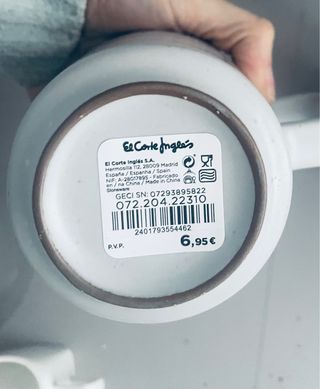 El Corte Inglés
El Corte Inglés S.A.
Hermosilla 112, 28009 Madrid
España / Espanha / Spain
NIF: A-28017895 - Fabricado
en / na China / Made in China
Stoneware
GECI SN: 07293895822
072.204.22310
2401793554462
P.V.P. 6,95€